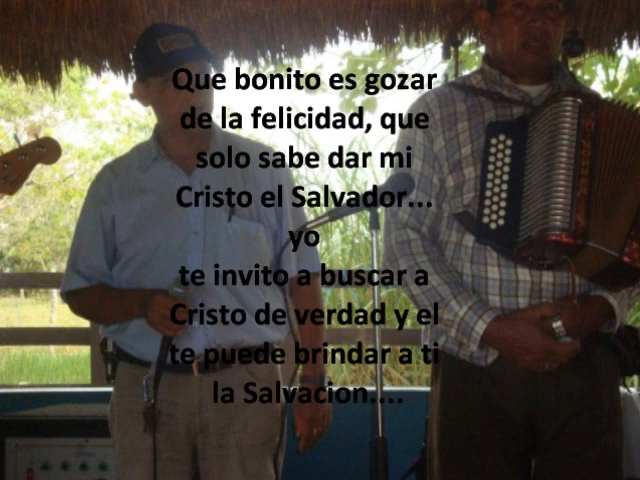 Que bonito es gozar
de la felicidad, que
solo sabe dar mi
Cristo el Salvador...
yo
te invito a buscar a
Cristo de verdad y el
te puede brindar a ti
la Salvacion....